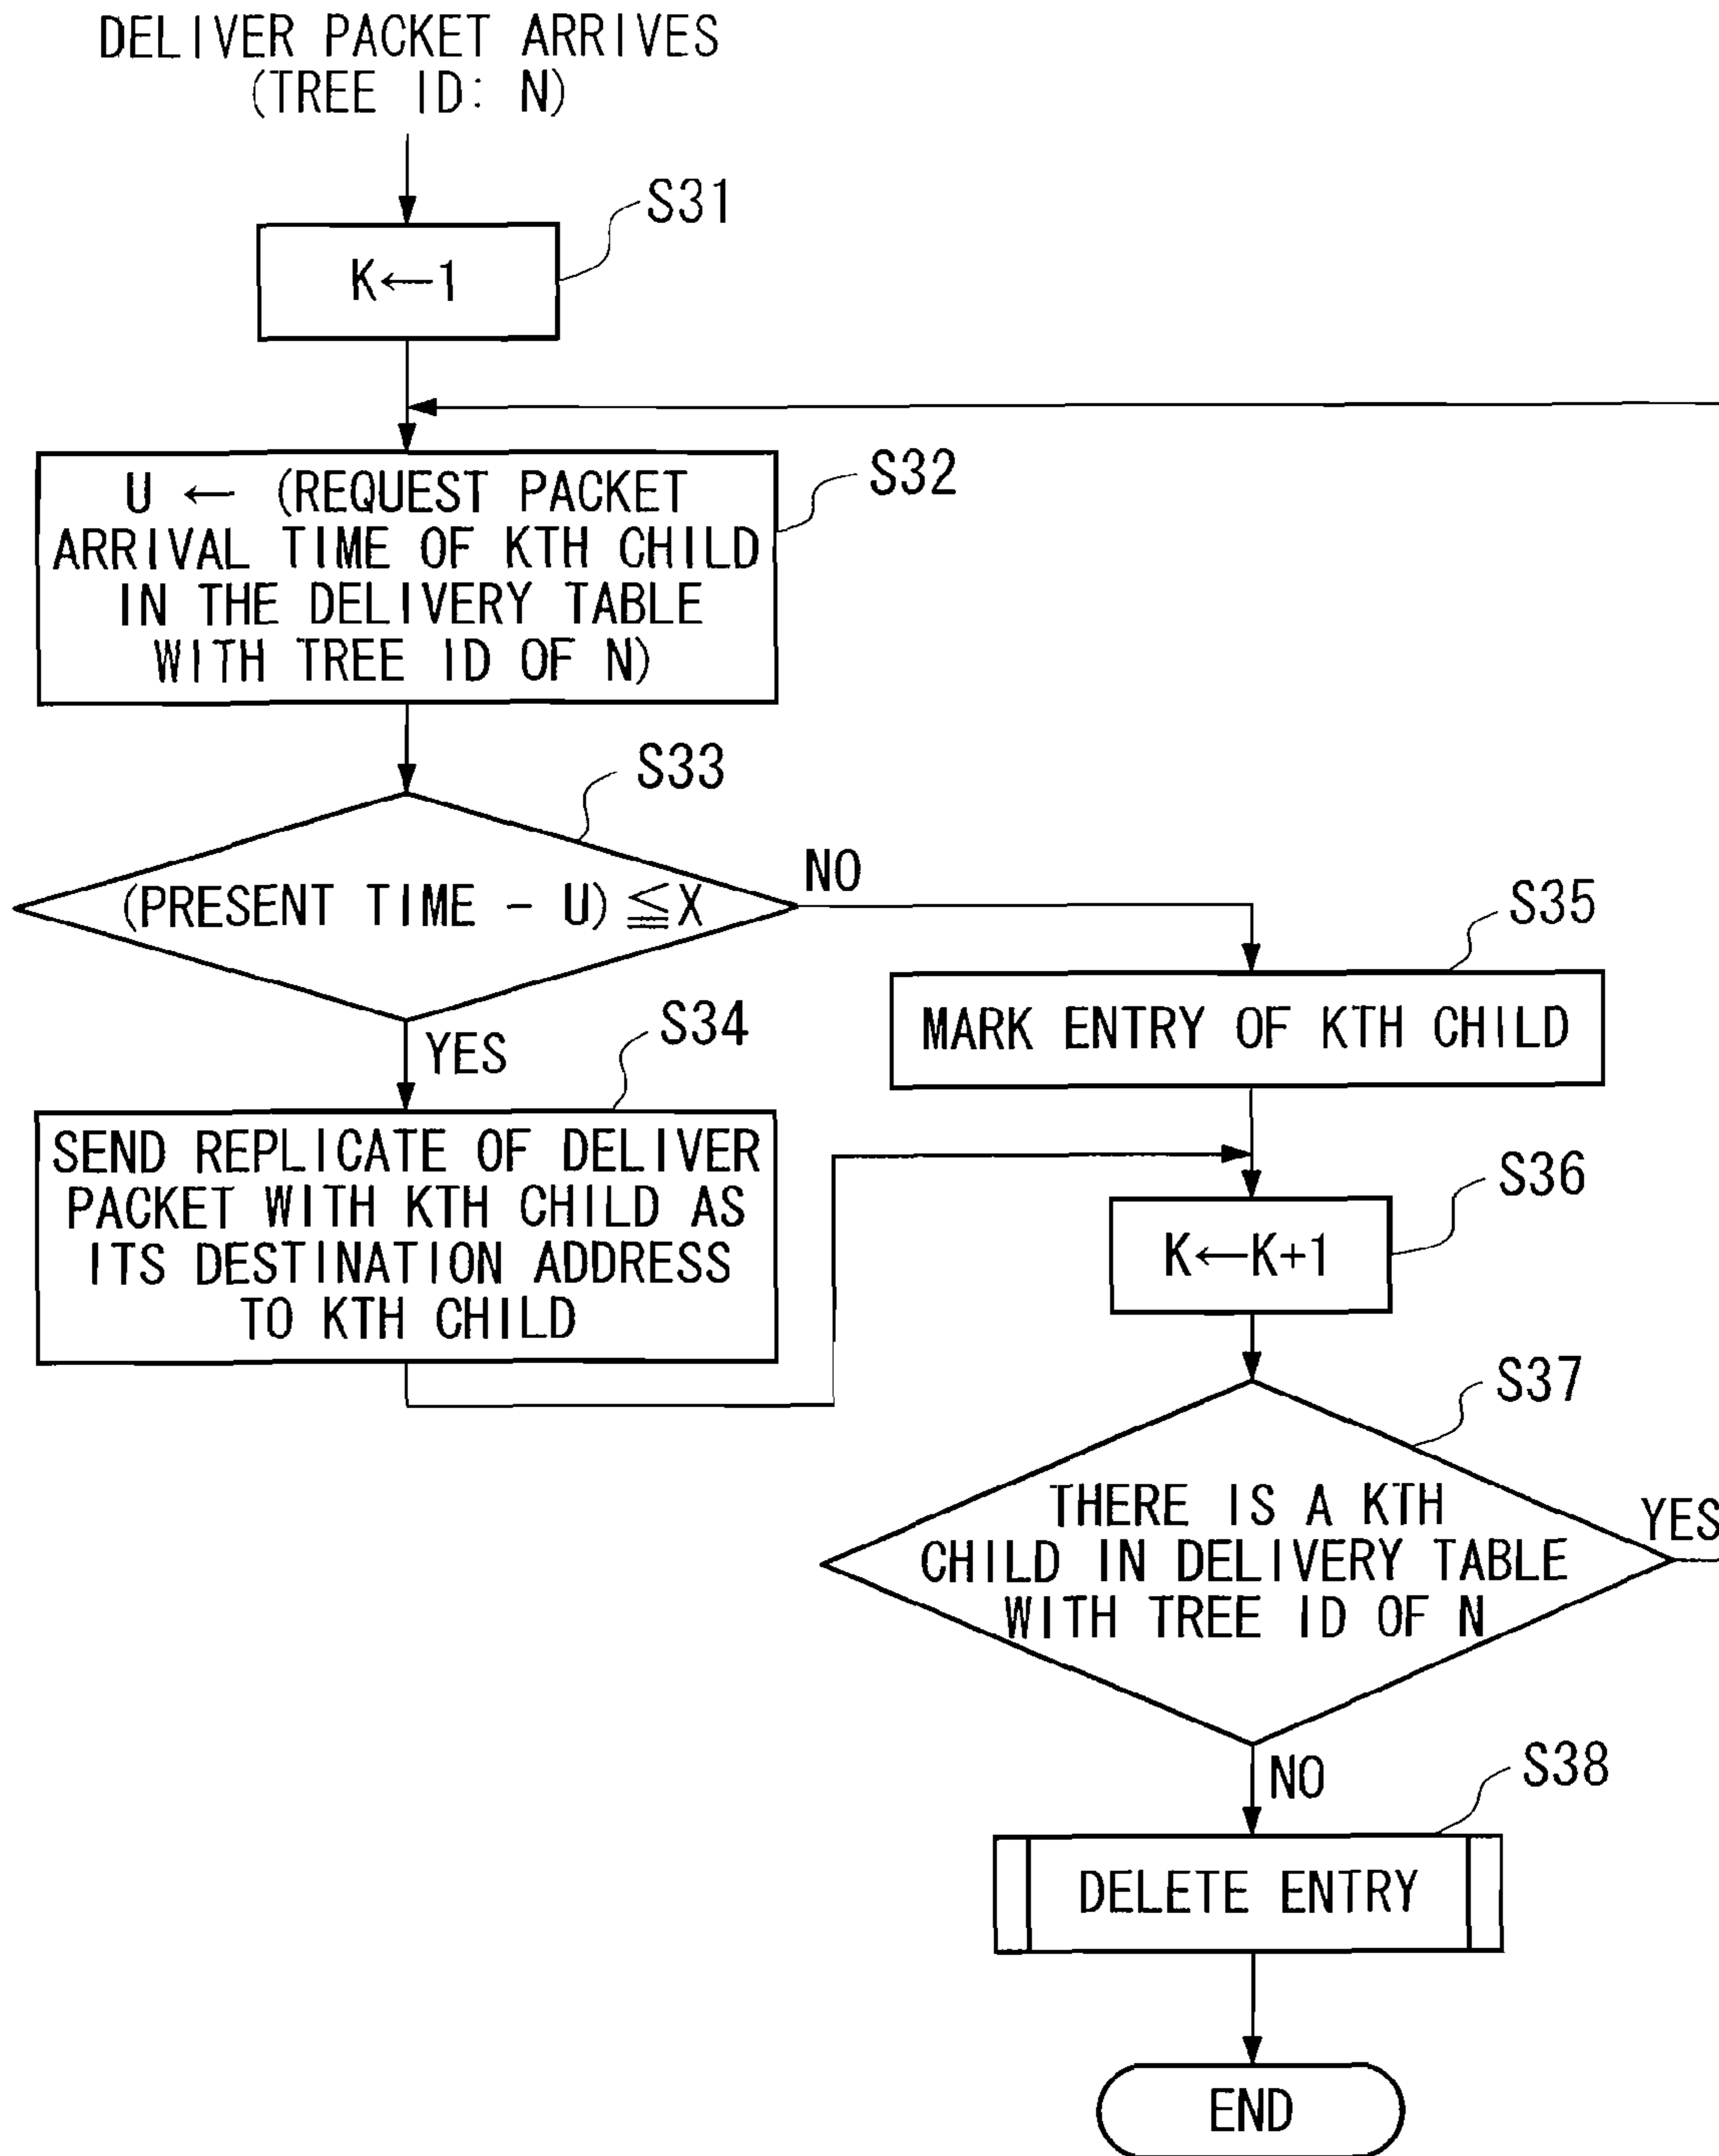 DELIVER PACKET ARRIVES
(TREE ID: N)
S31
K←1
S32
U ← (REQUEST PACKET
ARRIVAL TIME OF KTH CHILD
IN THE DELIVERY TABLE
WITH TREE ID OF N)
S33
(PRESENT TIME - U) ≦X
NO
YES
S34
SEND REPLICATE OF DELIVER
PACKET WITH KTH CHILD AS
ITS DESTINATION ADDRESS
TO KTH CHILD
S35
MARK ENTRY OF KTH CHILD
S36
K←K+1
S37
THERE IS A KTH
CHILD IN DELIVERY TABLE
WITH TREE ID OF N
YES
NO
S38
DELETE ENTRY
END